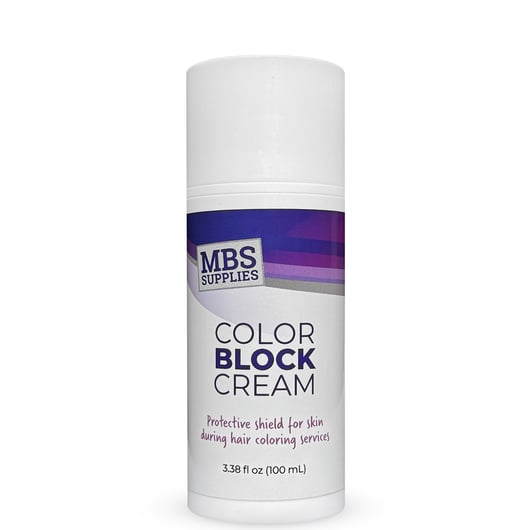 MBS
SUPPLIES
COLOR
BLOCK
CREAM
Protective shield for skin
during hair coloring services
3.38 fl oz (100 mL)